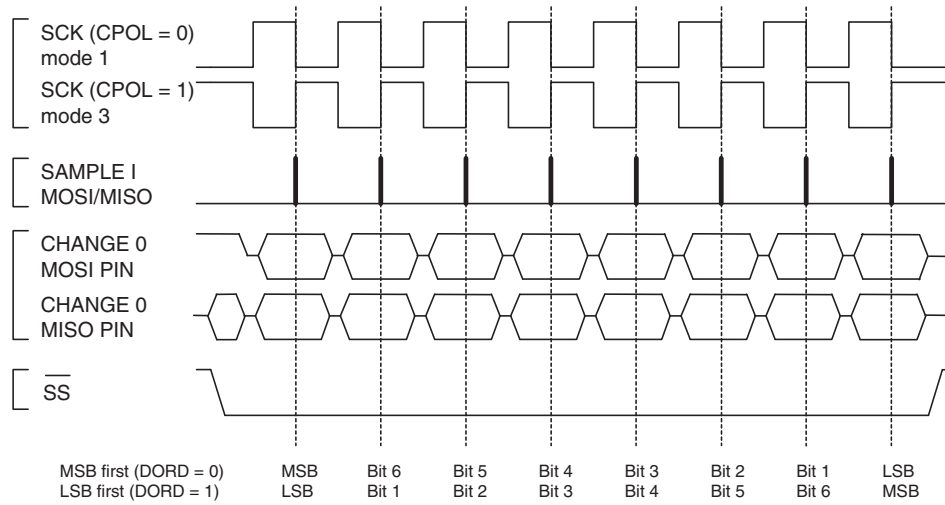 SCK (CPOL = 0)
mode 1
SCK (CPOL = 1)
mode 3
SAMPLE I
MOSI/MISO
CHANGE 0
MOSI PIN
CHANGE 0
MISO PIN
SS
MSB first (DORD = 0) MSB Bit 6 Bit 5 Bit 4 Bit 3 Bit 2 Bit 1 LSB
LSB first (DORD = 1) LSB Bit 1 Bit 2 Bit 3 Bit 4 Bit 5 Bit 6 MSB